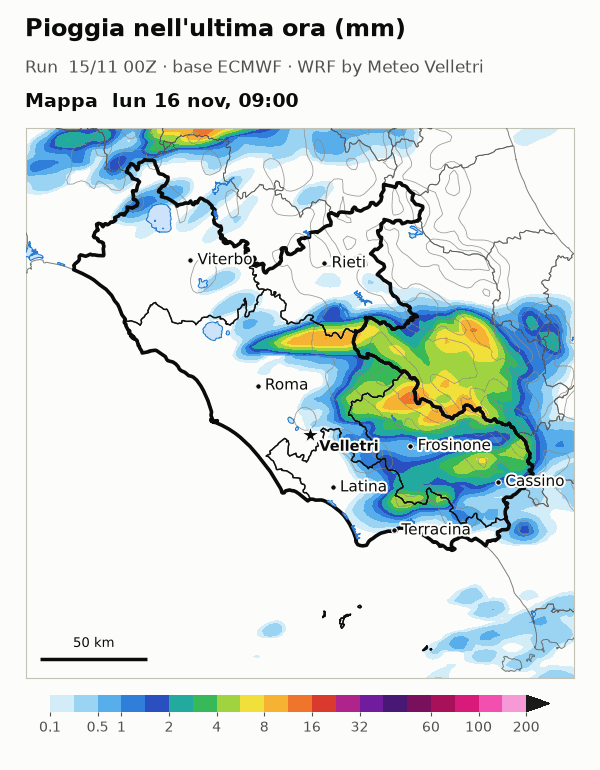 Pioggia nell'ultima ora (mm)
Run  15/11 00Z · base ECMWF · WRF by Meteo Velletri
Mappa  lun 16 nov, 09:00
Viterbo
Rieti
Roma
Velletri
Frosinone
Cassino
Latina
Terracina
50 km
0.1 0.5 1 2 4 8 16 32 60 100 200